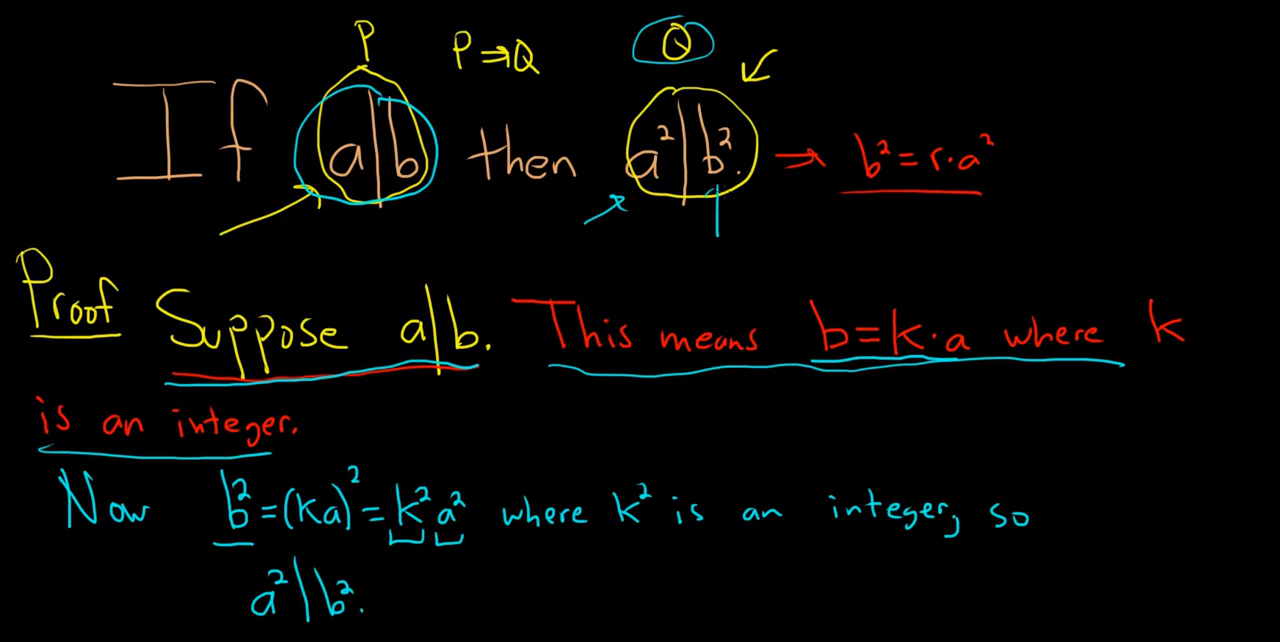 P P ⇒ Q Q
If a|b then a²|b². → b² = r·a²
Proof Suppose a|b. This means b = k·a where k
is an integer.
Now b² = (ka)² = k²a² where k² is an integer, so
a²|b².